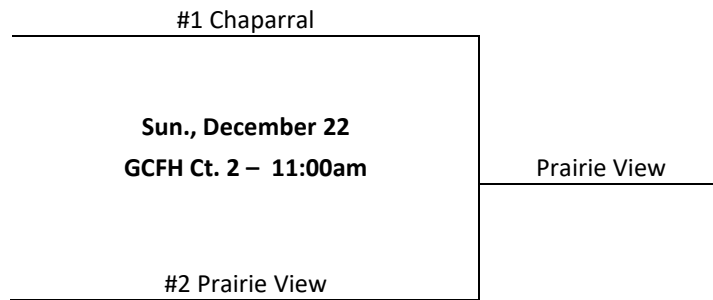 #1 Chaparral
Sun., December 22
GCFH Ct. 2 – 11:00am
Prairie View
#2 Prairie View